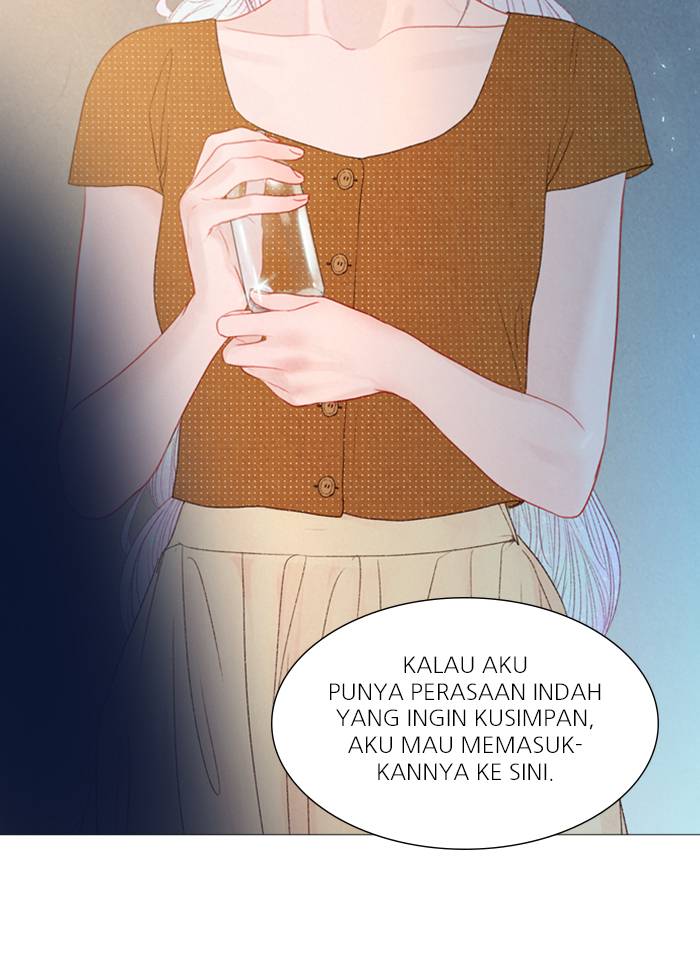 KALAU AKU
PUNYA PERASAAN INDAH
YANG INGIN KUSIMPAN,
AKU MAU MEMASUK-
KANNYA KE SINI.